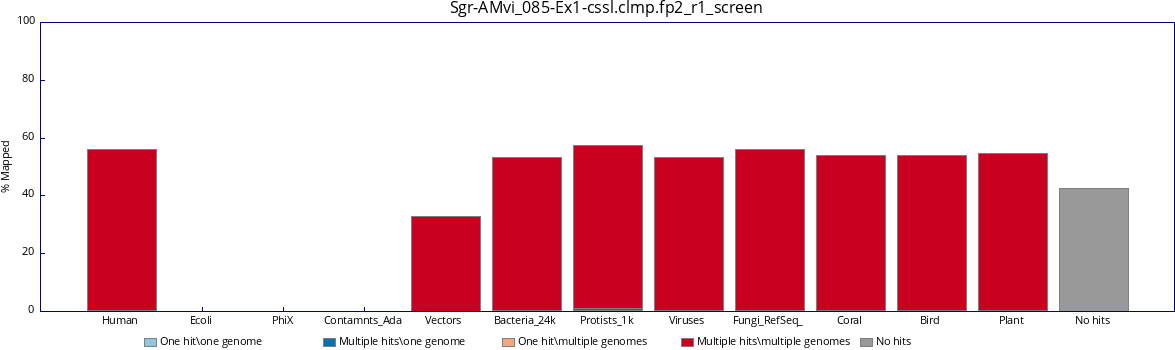 Sgr-AMvi_085-Ex1-cssl.clmp.fp2_r1_screen
100
80
60
40
20
0
% Mapped
Human Ecoli PhiX Contamnts_Ada Vectors Bacteria_24k Protists_1k Viruses Fungi_RefSeq_ Coral Bird Plant No hits
One hit\one genome Multiple hits\one genome One hit\multiple genomes Multiple hits\multiple genomes No hits